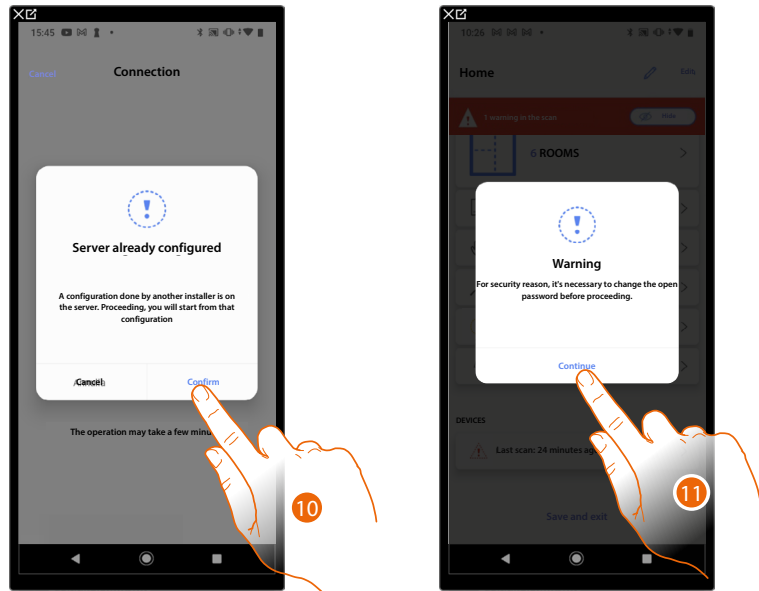 15:45
Cancel
Connection
Server already configured
A configuration done by another installer is on
the server. Proceeding, you will start from that
configuration
Cancel
Confirm
The operation may take a few
10
10:26
Home
Edit
1 warning in the scan
Hide
6 ROOMS
Warning
For security reason, it's necessary to change the open
password before proceeding.
Continue
DEVICES
Last scan: 24 minutes
Save and exit
11